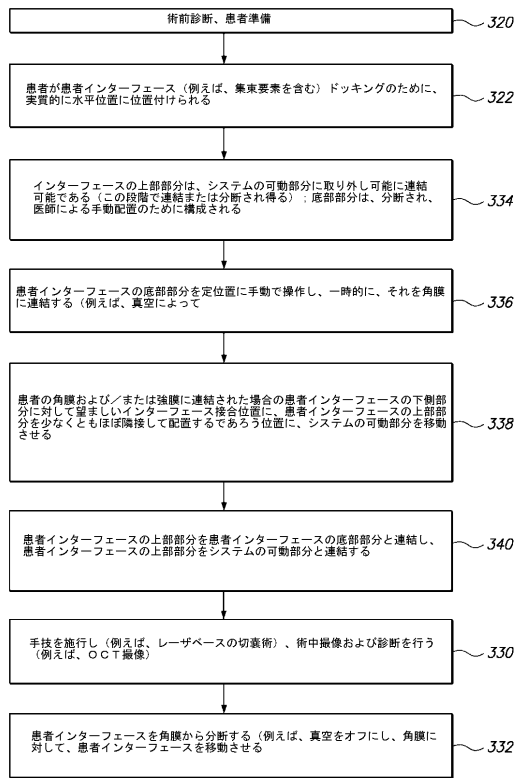 術前診断、患者準備
320
患者が患者インターフェース（例えば、集束要素を含む）ドッキングのために、
実質的に水平位置に位置付けられる
322
インターフェースの上部部分は、システムの可動部分に取り外し可能に連結
可能である（この段階で連結または分断され得る）；底部部分は、分断され、
医師による手動配置のために構成される
334
患者インターフェースの底部部分を定位置に手動で操作し、一時的に、それを角膜
に連結する（例えば、真空によって
336
患者の角膜および／または強膜に連結された場合の患者インターフェースの下側部
分に対して望ましいインターフェース接合位置に、患者インターフェースの上部部
分を少なくともほぼ隣接して配置するであろう位置に、システムの可動部分を移動
させる
338
患者インターフェースの上部部分を患者インターフェースの底部部分と連結し、
患者インターフェースの上部部分をシステムの可動部分と連結する
340
手技を施行し（例えば、レーザベースの切嚢術）、術中撮像および診断を行う
（例えば、ＯＣＴ撮像）
330
患者インターフェースを角膜から分断する（例えば、真空をオフにし、角膜に
対して、患者インターフェースを移動させる
332